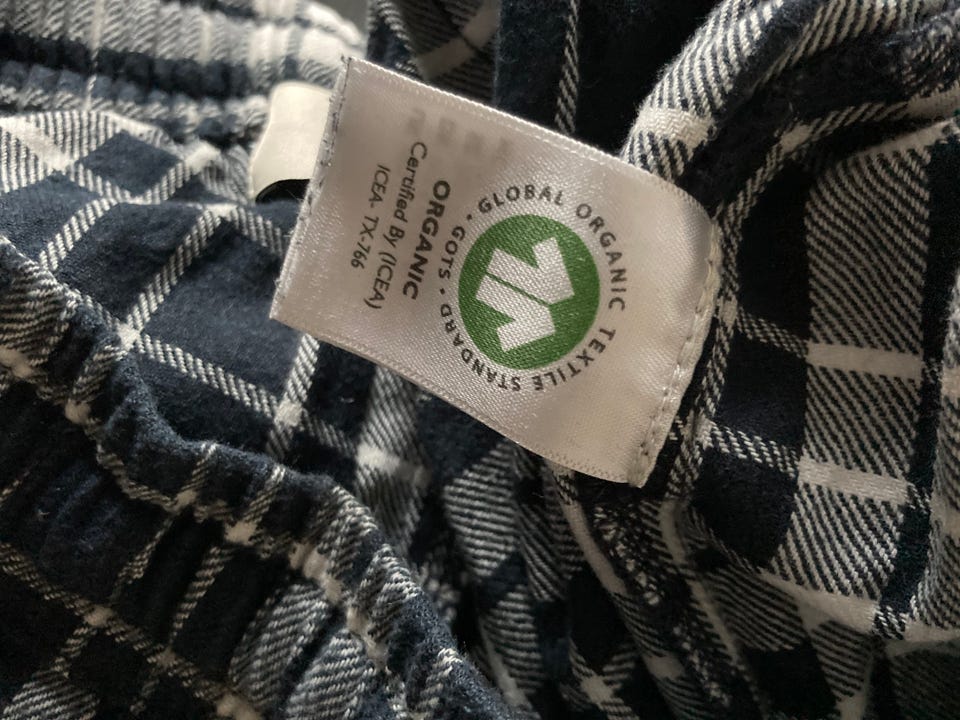 · GLOBAL ORGANIC TEXTILE STANDARD · GOTS
ORGANIC
Certified By (ICEA)
ICEA- TX-766